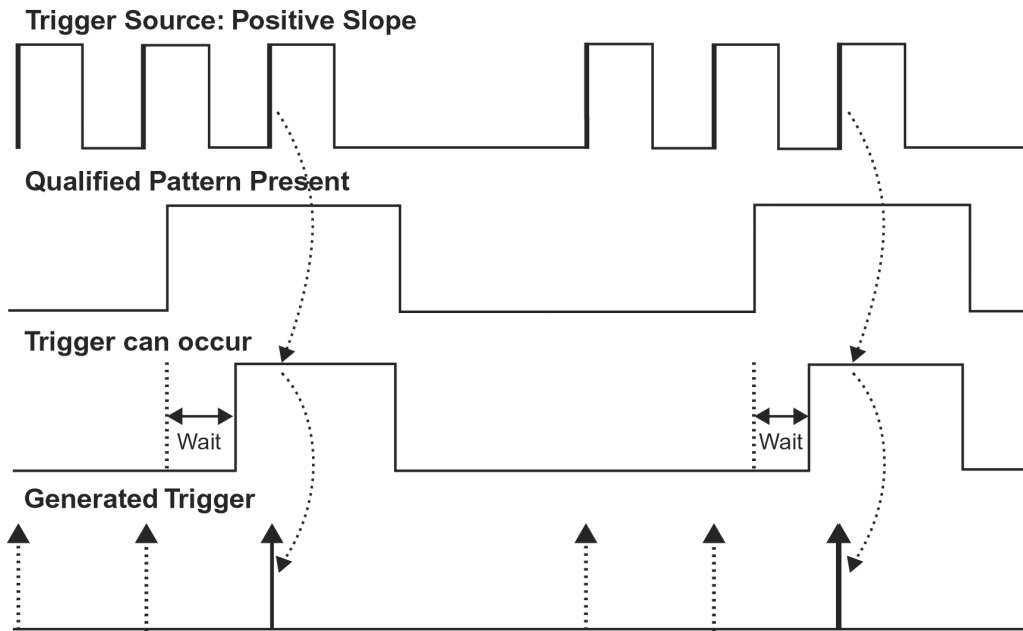 Trigger Source: Positive Slope
Qualified Pattern Present
Trigger can occur
Wait
Wait
Generated Trigger